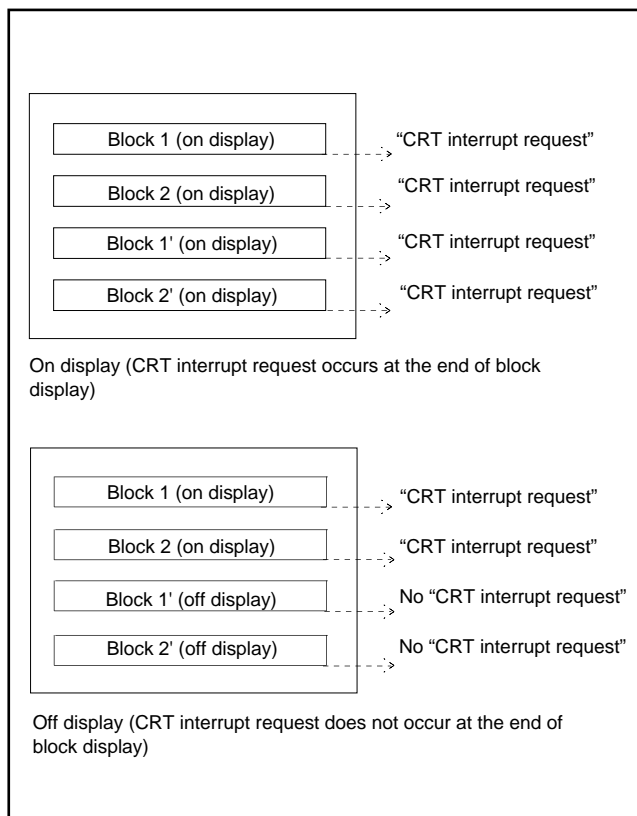 Block 1 (on display)
“CRT interrupt request”
Block 2 (on display)
“CRT interrupt request”
Block 1' (on display)
“CRT interrupt request”
Block 2' (on display)
“CRT interrupt request”
On display (CRT interrupt request occurs at the end of block
display)
Block 1 (on display)
“CRT interrupt request”
Block 2 (on display)
“CRT interrupt request”
Block 1' (off display)
No “CRT interrupt request”
Block 2' (off display)
No “CRT interrupt request”
Off display (CRT interrupt request does not occur at the end of
block display)